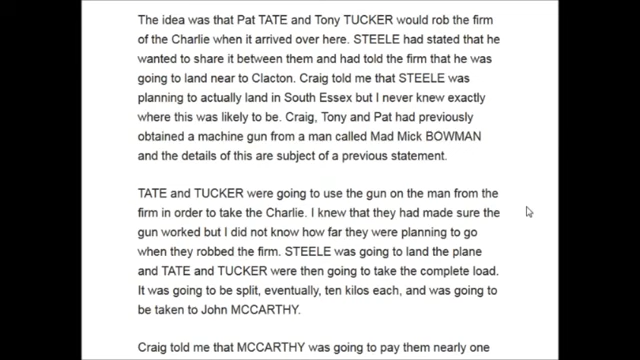 The idea was that Pat TATE and Tony TUCKER would rob the firm
of the Charlie when it arrived over here. STEELE had stated that he
wanted to share it between them and had told the firm that he was
going to land near to Clacton. Craig told me that STEELE was
planning to actually land in South Essex but I never knew exactly
where this was likely to be. Craig, Tony and Pat had previously
obtained a machine gun from a man called Mad Mick BOWMAN
and the details of this are subject of a previous statement.
TATE and TUCKER were going to use the gun on the man from the
firm in order to take the Charlie. I knew that they had made sure the
gun worked but I did not know how far they were planning to go
when they robbed the firm. STEELE was going to land the plane
and TATE and TUCKER were then going to take the complete load.
It was going to be split, eventually, ten kilos each, and was going to
be taken to John MCCARTHY.
Craig told me that MCCARTHY was going to pay them nearly one